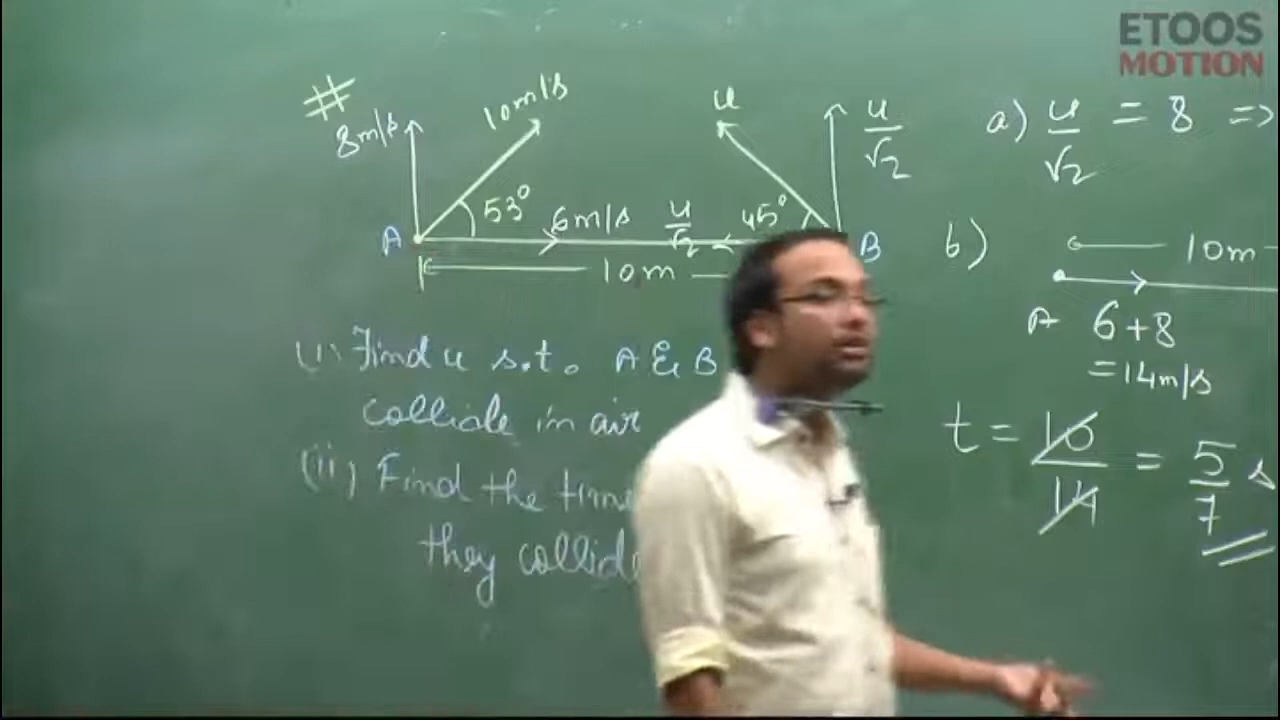 ETOOS
MOTION
#
8m/s
10m/s
53°
A
6m/s
u/√2
u
45°
u/√2
B
10m
(i) Find u s.t. A & B
collide in air
(ii) Find the time
they collide
a) u/√2 = 8 =>
b)
10m
A 6+8
=14m/s
t = 10/14 = 5/7 s